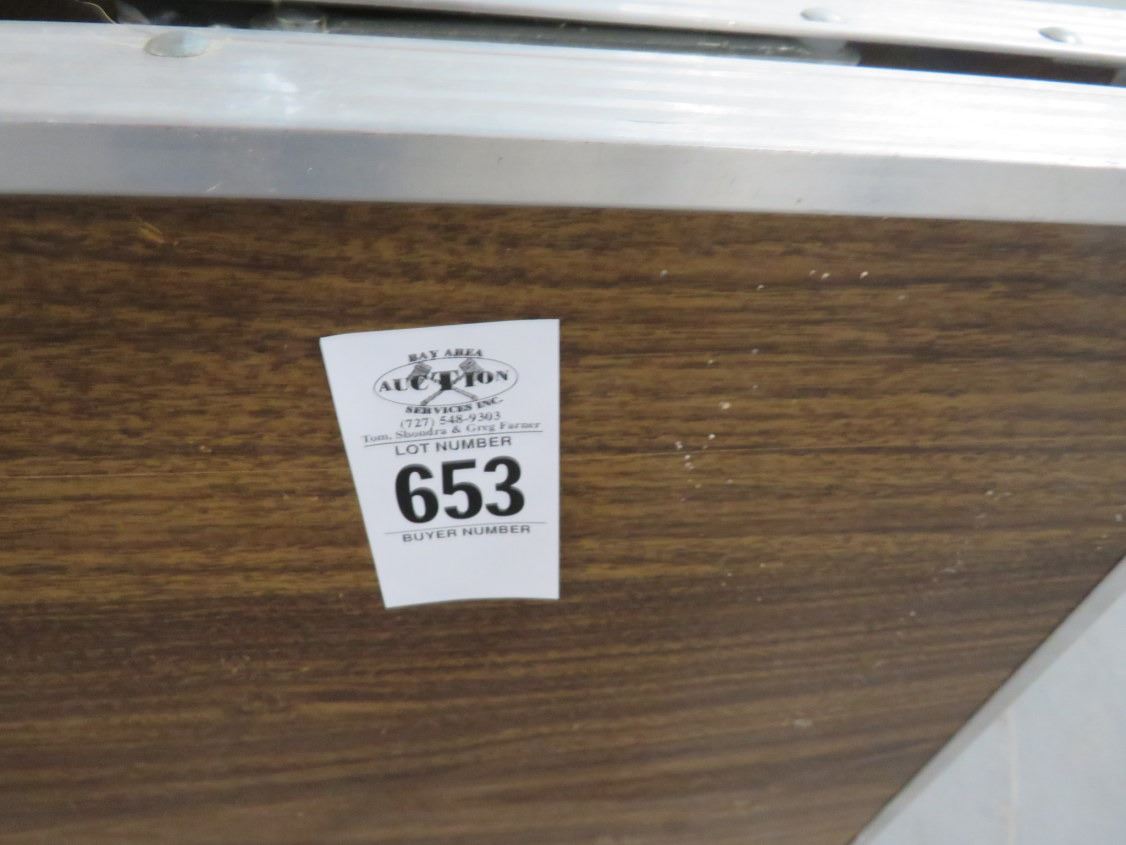 BAY AREA
AUCTION
SERVICES INC.
(727) 548-9303
Tom, Shondra & Greg Farner
LOT NUMBER
653
BUYER NUMBER